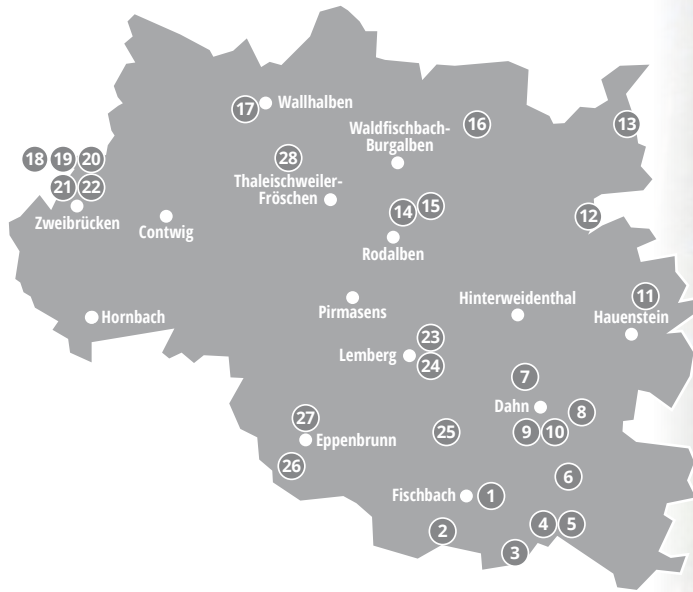 17
Wallhalben
16
13
Waldfischbach-
Burgalben
18 19 20
28
21 22
Thaleischweiler-
Fröschen
Zweibrücken
Contwig
14 15
12
Rodalben
11
Hornbach
Pirmasens
Hinterweidenthal
Hauenstein
23
Lemberg
24
7
Dahn
8
27
Eppenbrunn
25
9 10
26
6
Fischbach
1
2
4 5
3